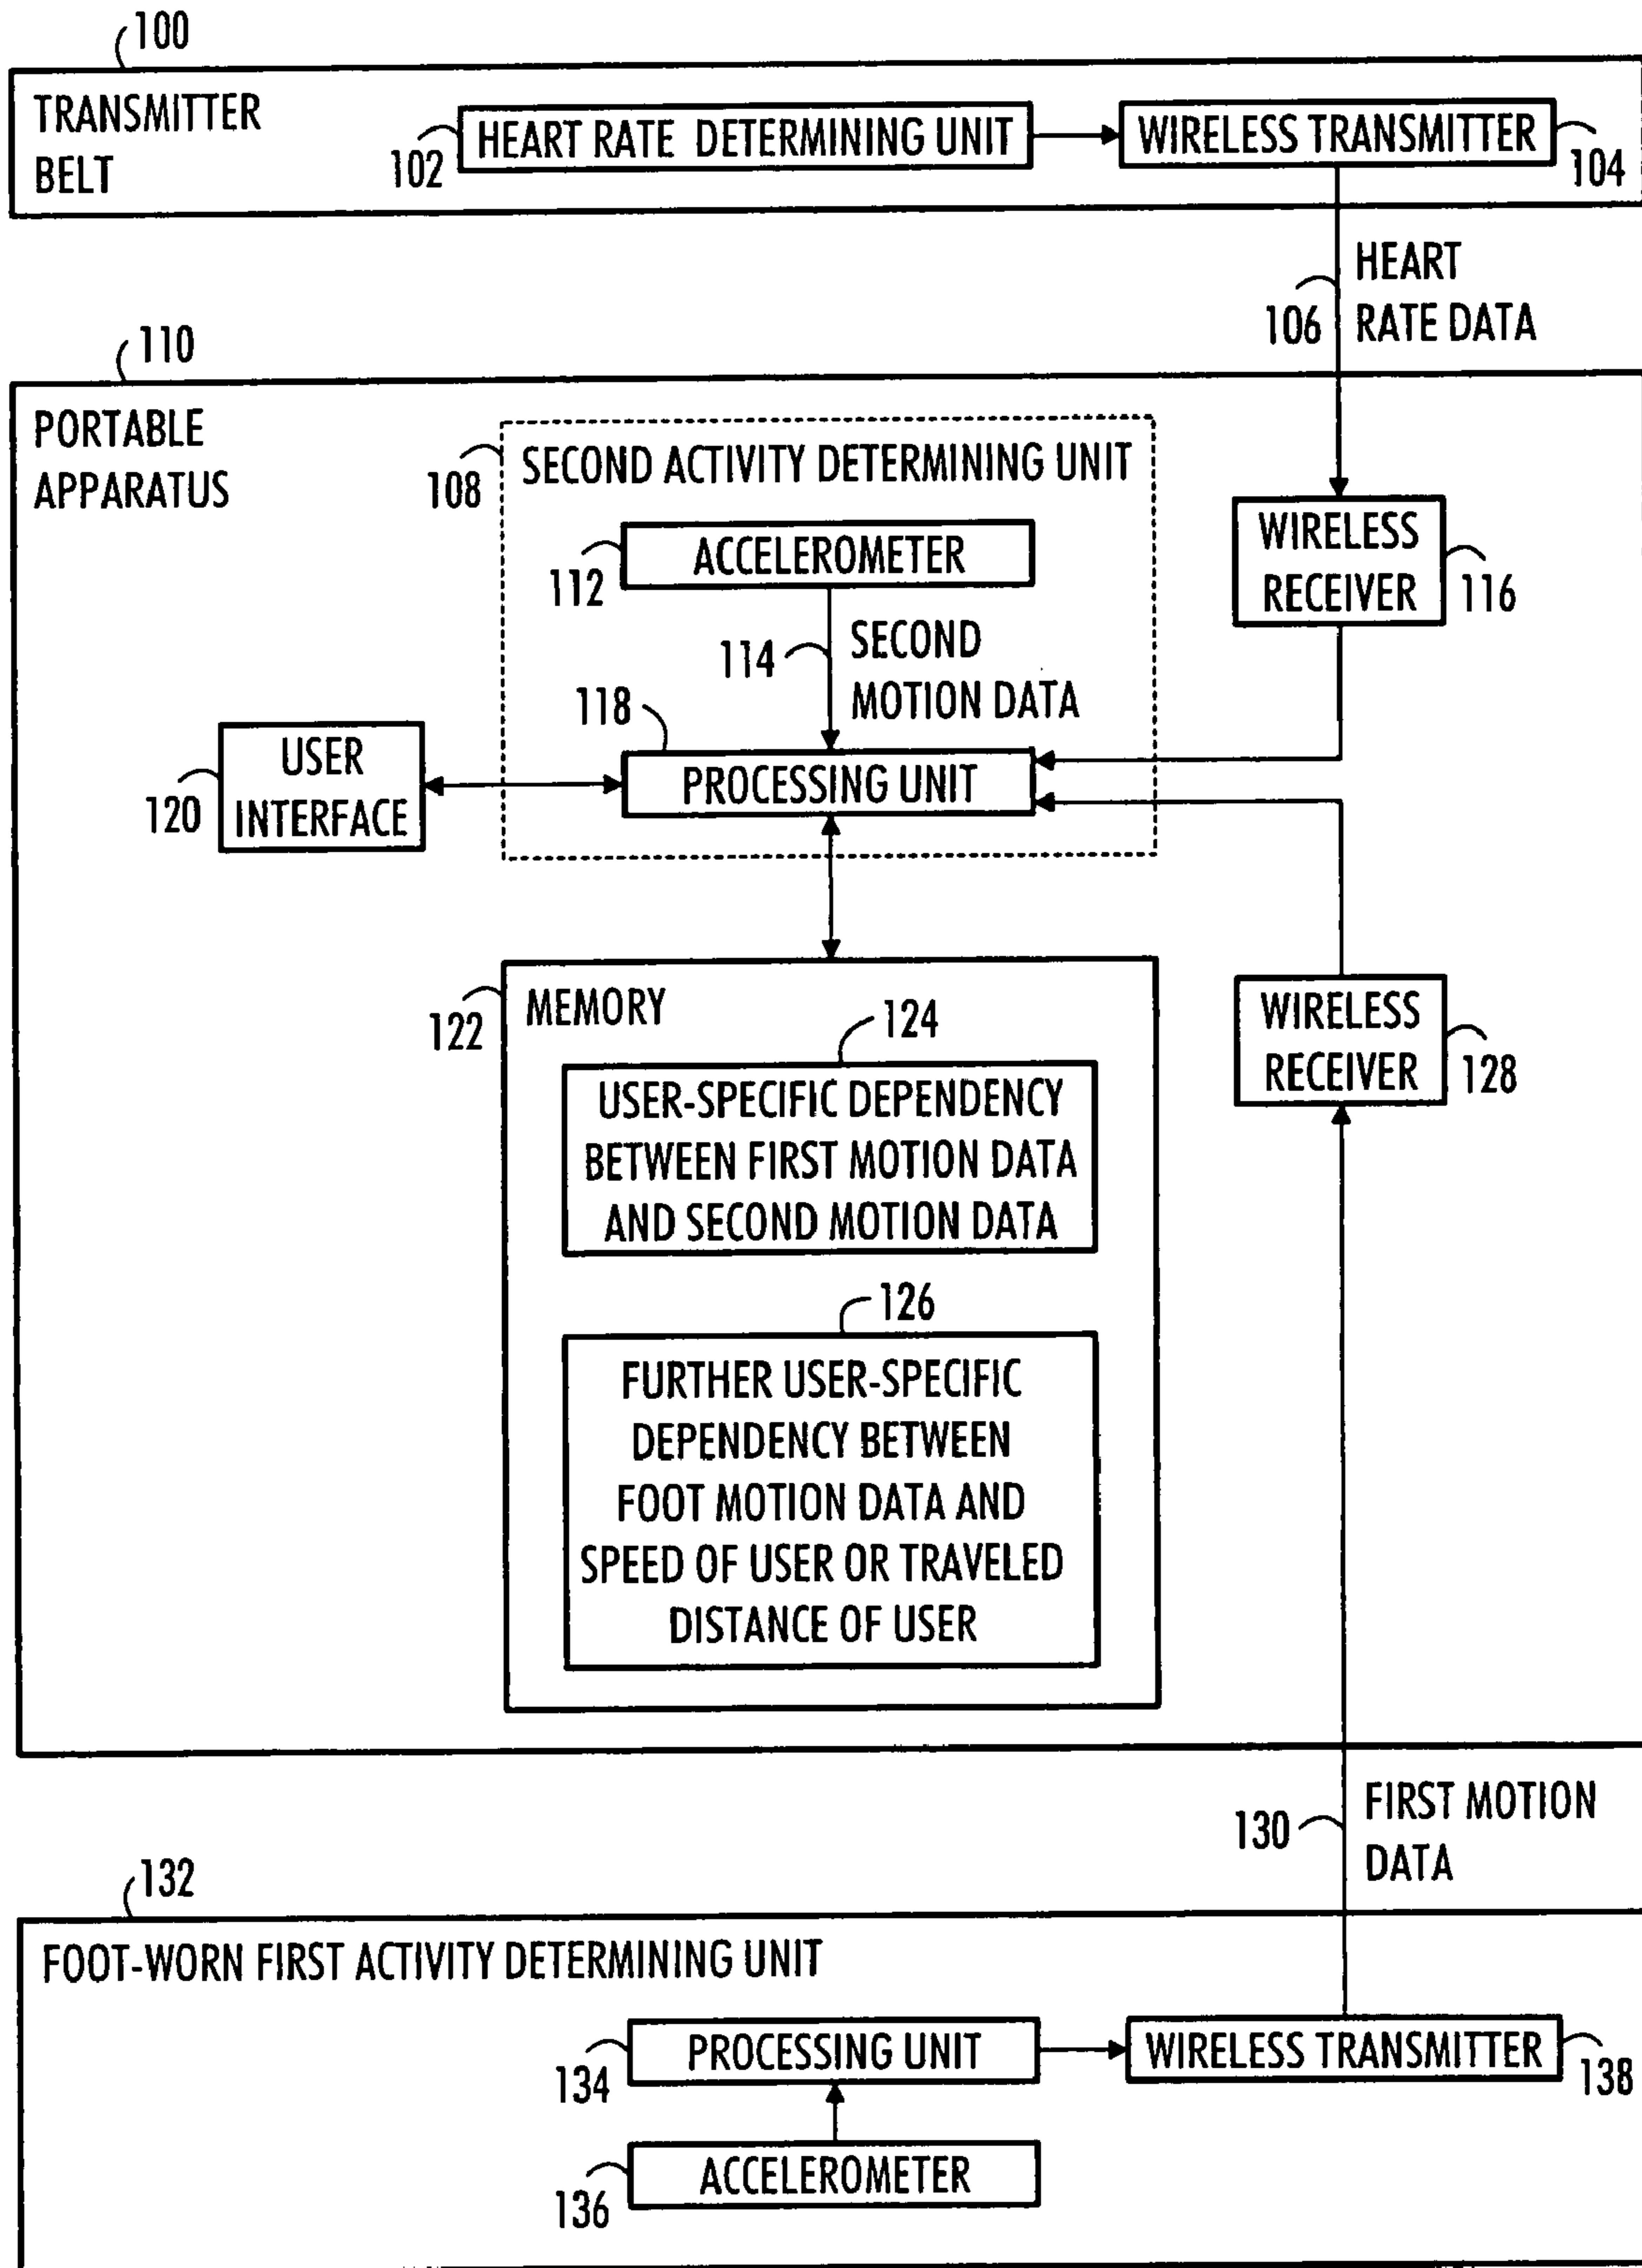 100
TRANSMITTER
BELT
102
HEART RATE DETERMINING UNIT
WIRELESS TRANSMITTER
104
106
HEART
RATE DATA
110
PORTABLE
APPARATUS
108
SECOND ACTIVITY DETERMINING UNIT
112
ACCELEROMETER
114
SECOND
MOTION DATA
WIRELESS
RECEIVER
116
118
PROCESSING UNIT
120
USER
INTERFACE
122
MEMORY
124
USER-SPECIFIC DEPENDENCY
BETWEEN FIRST MOTION DATA
AND SECOND MOTION DATA
126
FURTHER USER-SPECIFIC
DEPENDENCY BETWEEN
FOOT MOTION DATA AND
SPEED OF USER OR TRAVELED
DISTANCE OF USER
WIRELESS
RECEIVER
128
130
FIRST MOTION
DATA
132
FOOT-WORN FIRST ACTIVITY DETERMINING UNIT
134
PROCESSING UNIT
WIRELESS TRANSMITTER
138
136
ACCELEROMETER